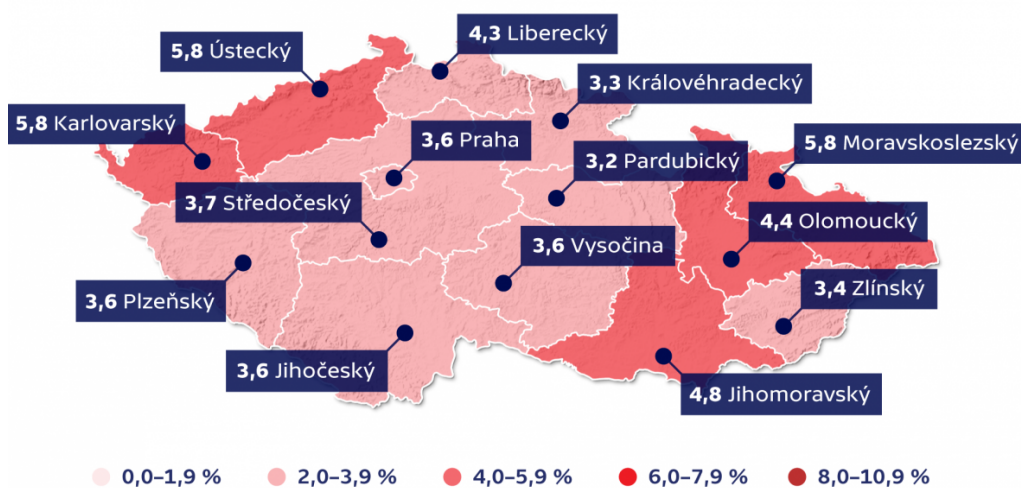 4,3 Liberecký
5,8 Ústecký
3,3 Královéhradecký
5,8 Karlovarský
3,6 Praha
5,8 Moravskoslezský
3,2 Pardubický
3,7 Středočeský
4,4 Olomoucký
3,6 Vysočina
3,6 Plzeňský
3,4 Zlínský
3,6 Jihočeský
4,8 Jihomoravský
0,0–1,9 % 2,0–3,9 % 4,0–5,9 % 6,0–7,9 % 8,0–10,9 %